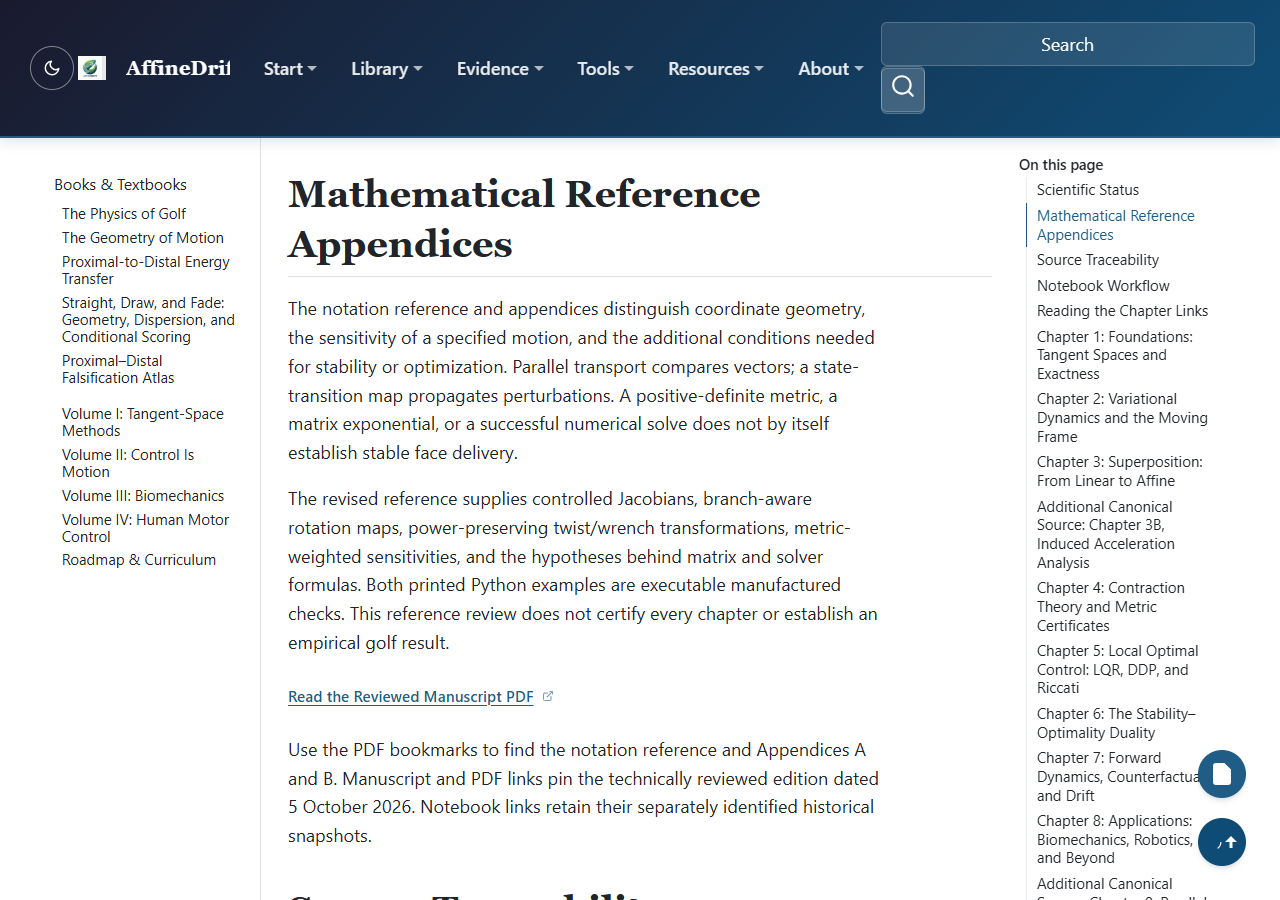 AffineDrif
Start
Library
Evidence
Tools
Resources
About
Search
Books & Textbooks
The Physics of Golf
The Geometry of Motion
Proximal-to-Distal Energy
Transfer
Straight, Draw, and Fade:
Geometry, Dispersion, and
Conditional Scoring
Proximal–Distal
Falsification Atlas
Volume I: Tangent-Space
Methods
Volume II: Control Is
Motion
Volume III: Biomechanics
Volume IV: Human Motor
Control
Roadmap & Curriculum
Mathematical Reference
Appendices
The notation reference and appendices distinguish coordinate geometry,
the sensitivity of a specified motion, and the additional conditions needed
for stability or optimization. Parallel transport compares vectors; a state-
transition map propagates perturbations. A positive-definite metric, a
matrix exponential, or a successful numerical solve does not by itself
establish stable face delivery.
The revised reference supplies controlled Jacobians, branch-aware
rotation maps, power-preserving twist/wrench transformations, metric-
weighted sensitivities, and the hypotheses behind matrix and solver
formulas. Both printed Python examples are executable manufactured
checks. This reference review does not certify every chapter or establish an
empirical golf result.
Read the Reviewed Manuscript PDF
Use the PDF bookmarks to find the notation reference and Appendices A
and B. Manuscript and PDF links pin the technically reviewed edition dated
5 October 2026. Notebook links retain their separately identified historical
snapshots.
On this page
Scientific Status
Mathematical Reference
Appendices
Source Traceability
Notebook Workflow
Reading the Chapter Links
Chapter 1: Foundations:
Tangent Spaces and
Exactness
Chapter 2: Variational
Dynamics and the Moving
Frame
Chapter 3: Superposition:
From Linear to Affine
Additional Canonical
Source: Chapter 3B,
Induced Acceleration
Analysis
Chapter 4: Contraction
Theory and Metric
Certificates
Chapter 5: Local Optimal
Control: LQR, DDP, and
Riccati
Chapter 6: The Stability–
Optimality Duality
Chapter 7: Forward
Dynamics, Counterfactua
and Drift
Chapter 8: Applications:
Biomechanics, Robotics,
and Beyond
Additional Canonical